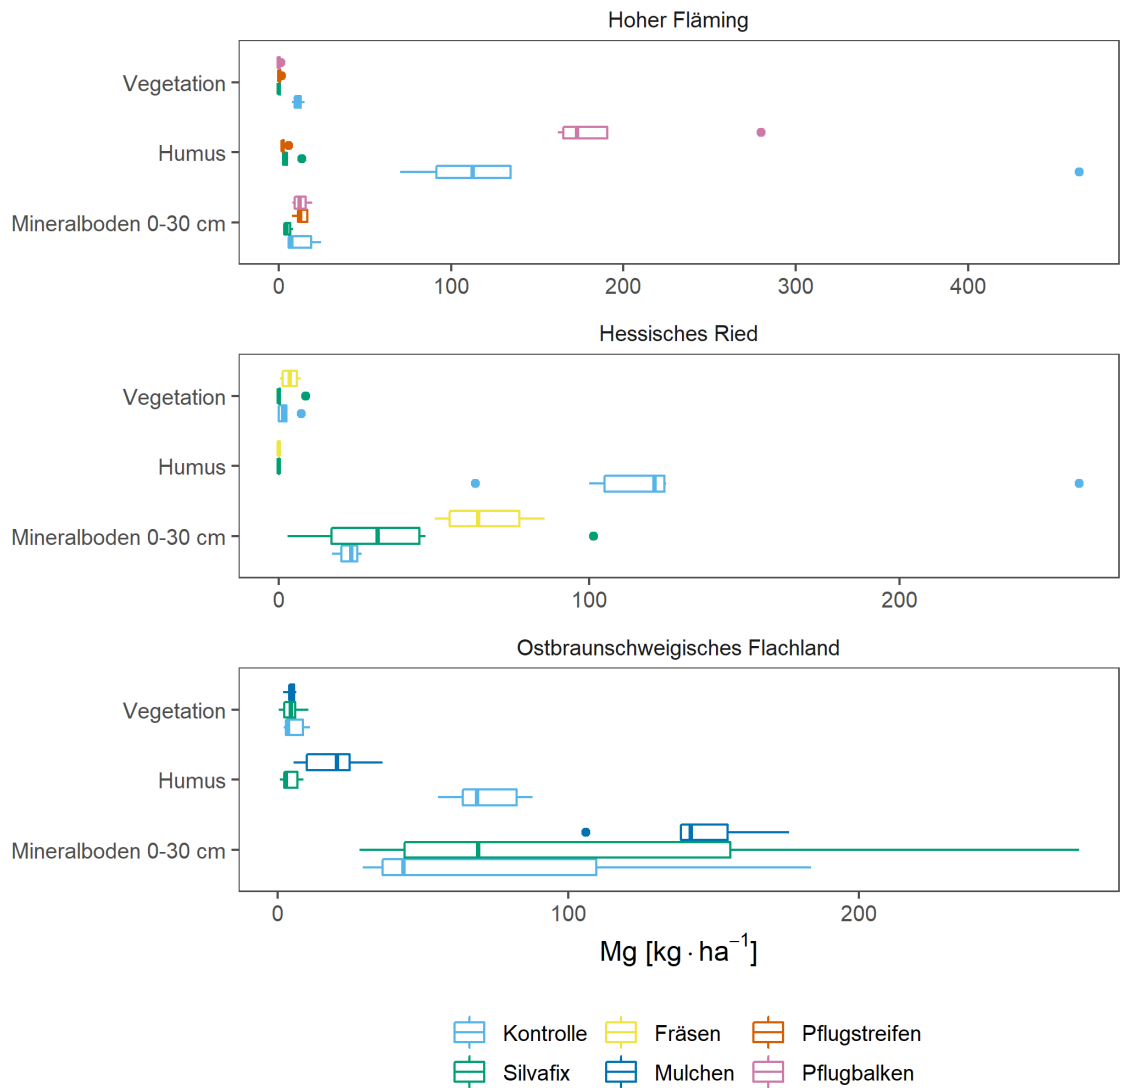 Hoher Fläming
Vegetation
Humus
Mineralboden 0-30 cm
0 100 200 300 400
Hessisches Ried
Vegetation
Humus
Mineralboden 0-30 cm
0 100 200
Ostbraunschweigisches Flachland
Vegetation
Humus
Mineralboden 0-30 cm
0 100 200
Mg [kg · ha⁻¹]
Kontrolle Fräsen Pflugstreifen
Silvafix Mulchen Pflugbalken